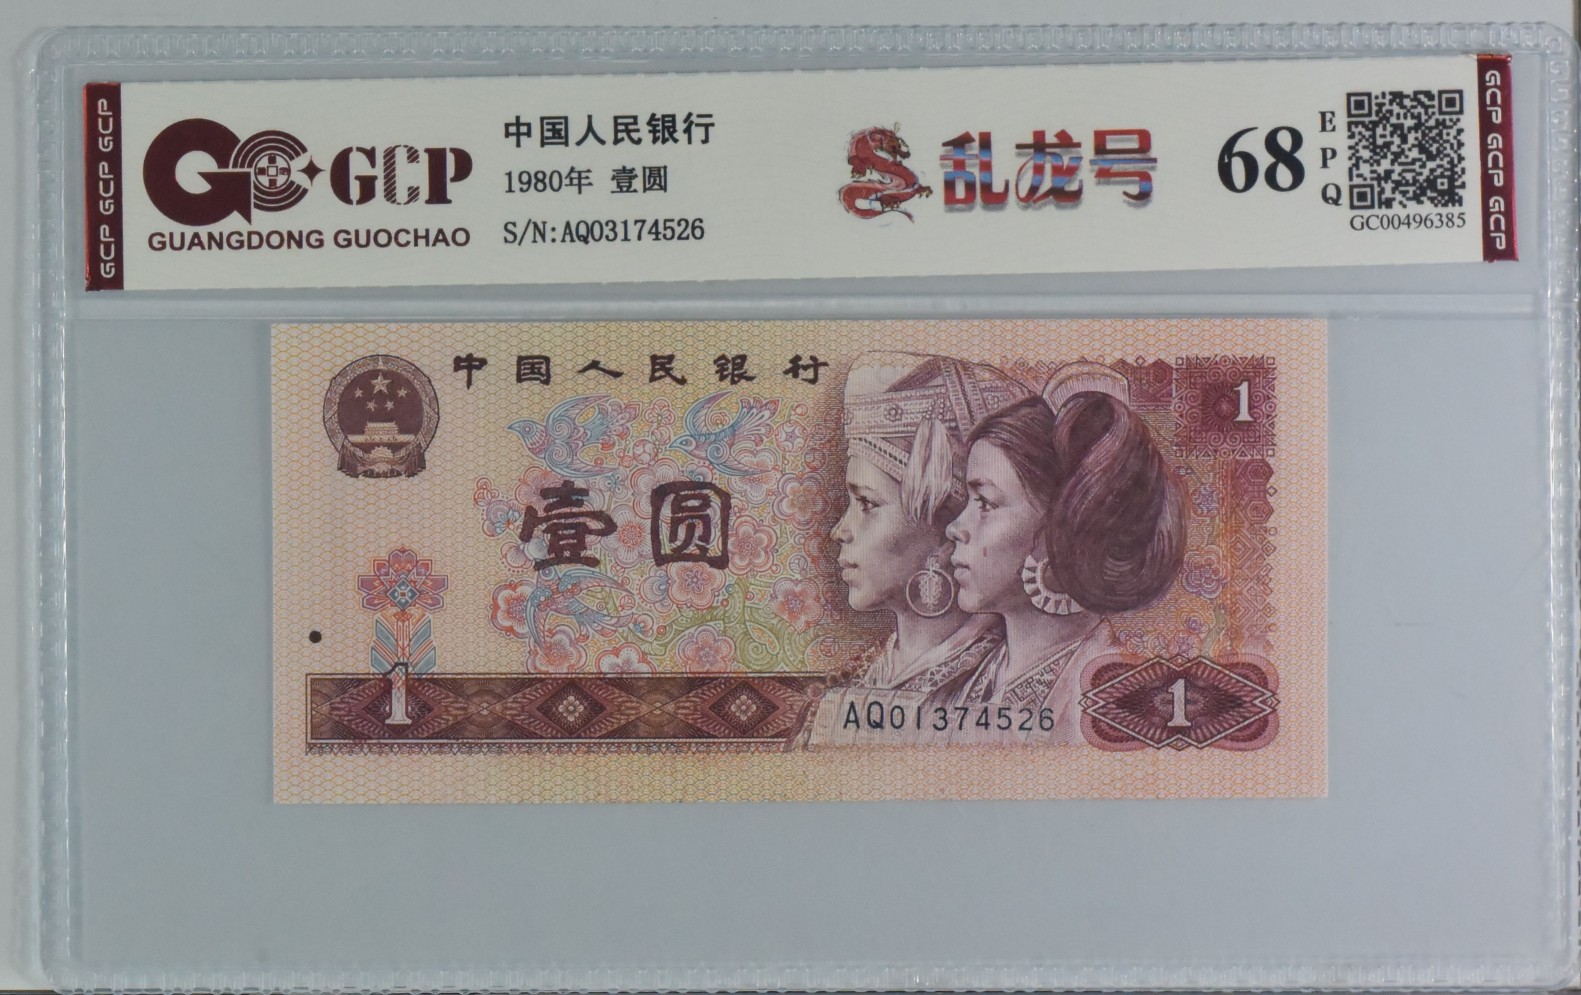 GCP GCP GCP
GCP
GUANGDONG GUOCHAO
中国人民银行
1980年 壹圆
S/N:AQ03174526
乱龙号
68
EPQ
GC00496385
GCP GCP GCP
中国人民银行
1
壹圆
1
AQ01374526
1